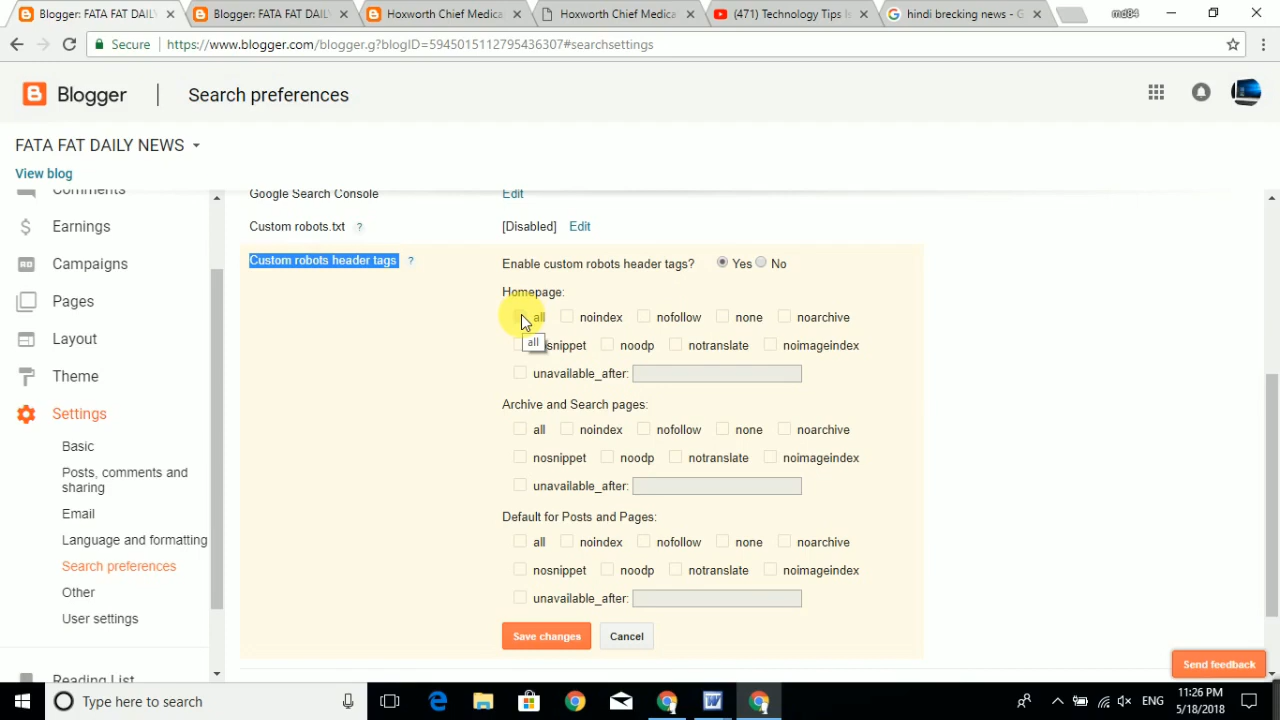 Blogger: FATA FAT DAIL
Blogger: FATA FAT DAILY
Hoxworth Chief Medica
Hoxworth Chief Medica
(471) Technology Tips Is
hindi brecking news - G
md84
Secure
https://www.blogger.com/blogger.g?blogID=5945015112795436307#searchsettings
Blogger
Search preferences
FATA FAT DAILY NEWS
View blog
Comments
Earnings
Campaigns
Pages
Layout
Theme
Settings
Basic
Posts, comments and
sharing
Email
Language and formatting
Search preferences
Other
User settings
Reading List
Google Search Console Edit
Custom robots.txt ? [Disabled] Edit
Custom robots header tags ? Enable custom robots header tags? Yes No
Homepage:
all noindex nofollow none noarchive
all
snippet noodp notranslate noimageindex
unavailable_after:
Archive and Search pages:
all noindex nofollow none noarchive
nosnippet noodp notranslate noimageindex
unavailable_after:
Default for Posts and Pages:
all noindex nofollow none noarchive
nosnippet noodp notranslate noimageindex
unavailable_after:
Save changes Cancel
Send feedback
Type here to search
ENG
11:26 PM
5/18/2018